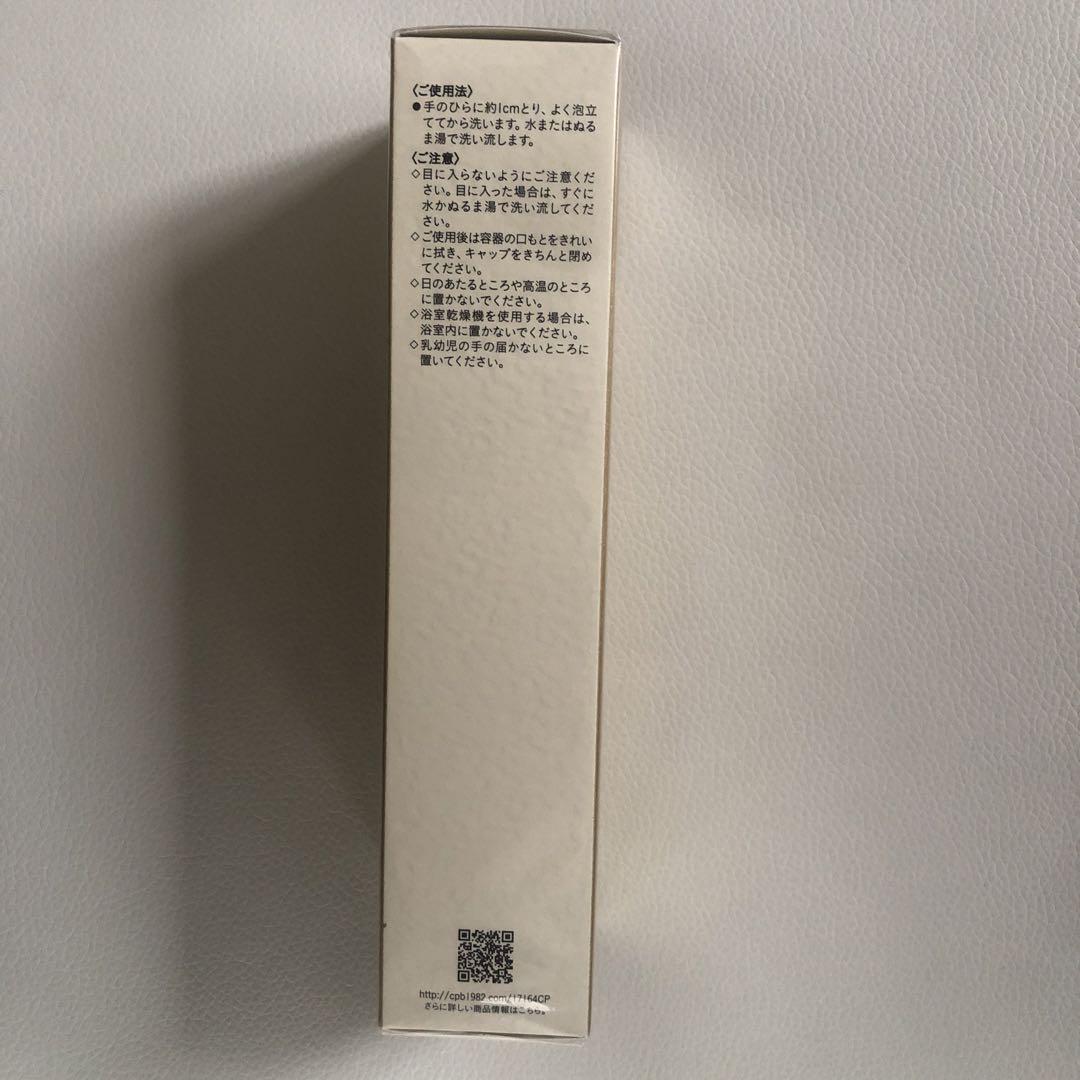 〈ご使用法〉
●手のひらに約1cmとり、よく泡立
ててから洗います。水またはぬる
ま湯で洗い流します。
〈ご注意〉
◇目に入らないようにご注意くだ
さい。目に入った場合は、すぐに
水かぬるま湯で洗い流してくだ
さい。
◇ご使用後は容器の口もとをきれい
に拭き、キャップをきちんと閉め
てください。
◇日のあたるところや高温のところ
に置かないでください。
◇浴室乾燥機を使用する場合は、
浴室内に置かないでください。
◇乳幼児の手の届かないところに
置いてください。
http://cpb1982.com/17164CP
さらに詳しい商品情報はこちら。